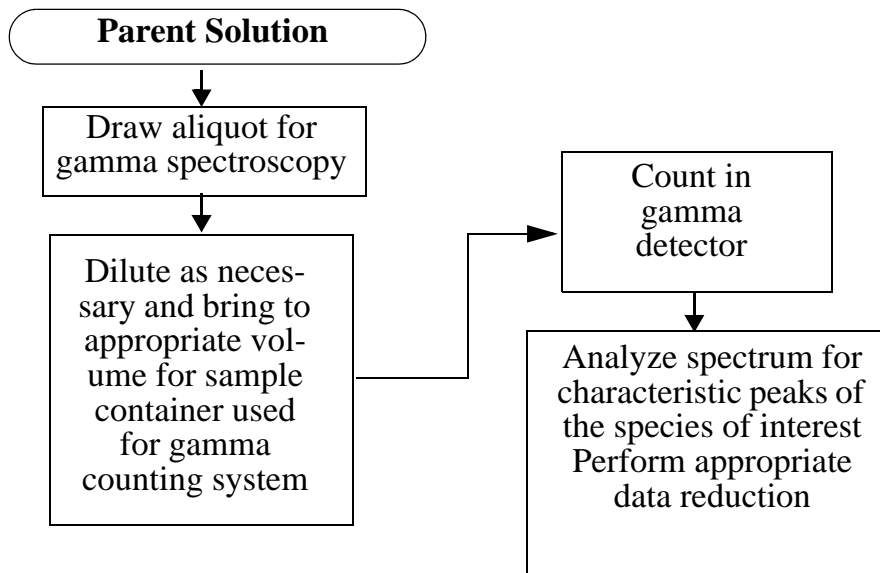 Parent Solution
Draw aliquot for
gamma spectroscopy
Dilute as neces-
sary and bring to
appropriate vol-
ume for sample
container used
for gamma
counting system
Count in
gamma
detector
Analyze spectrum for
characteristic peaks of
the species of interest
Perform appropriate
data reduction